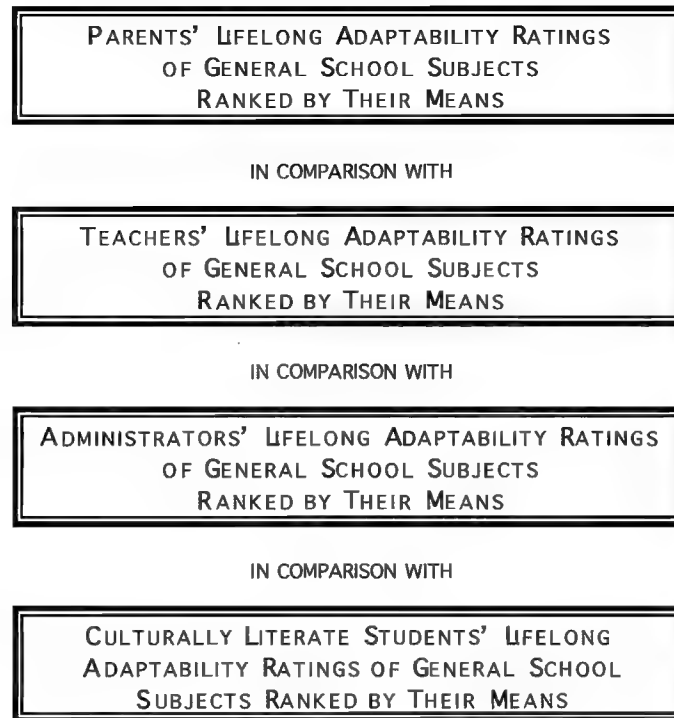 PARENTS' LIFELONG ADAPTABILITY RATINGS
OF GENERAL SCHOOL SUBJECTS
RANKED BY THEIR MEANS
IN COMPARISON WITH
TEACHERS' LIFELONG ADAPTABILITY RATINGS
OF GENERAL SCHOOL SUBJECTS
RANKED BY THEIR MEANS
IN COMPARISON WITH
ADMINISTRATORS' LIFELONG ADAPTABILITY RATINGS
OF GENERAL SCHOOL SUBJECTS
RANKED BY THEIR MEANS
IN COMPARISON WITH
CULTURALLY LITERATE STUDENTS' LIFELONG
ADAPTABILITY RATINGS OF GENERAL SCHOOL
SUBJECTS RANKED BY THEIR MEANS